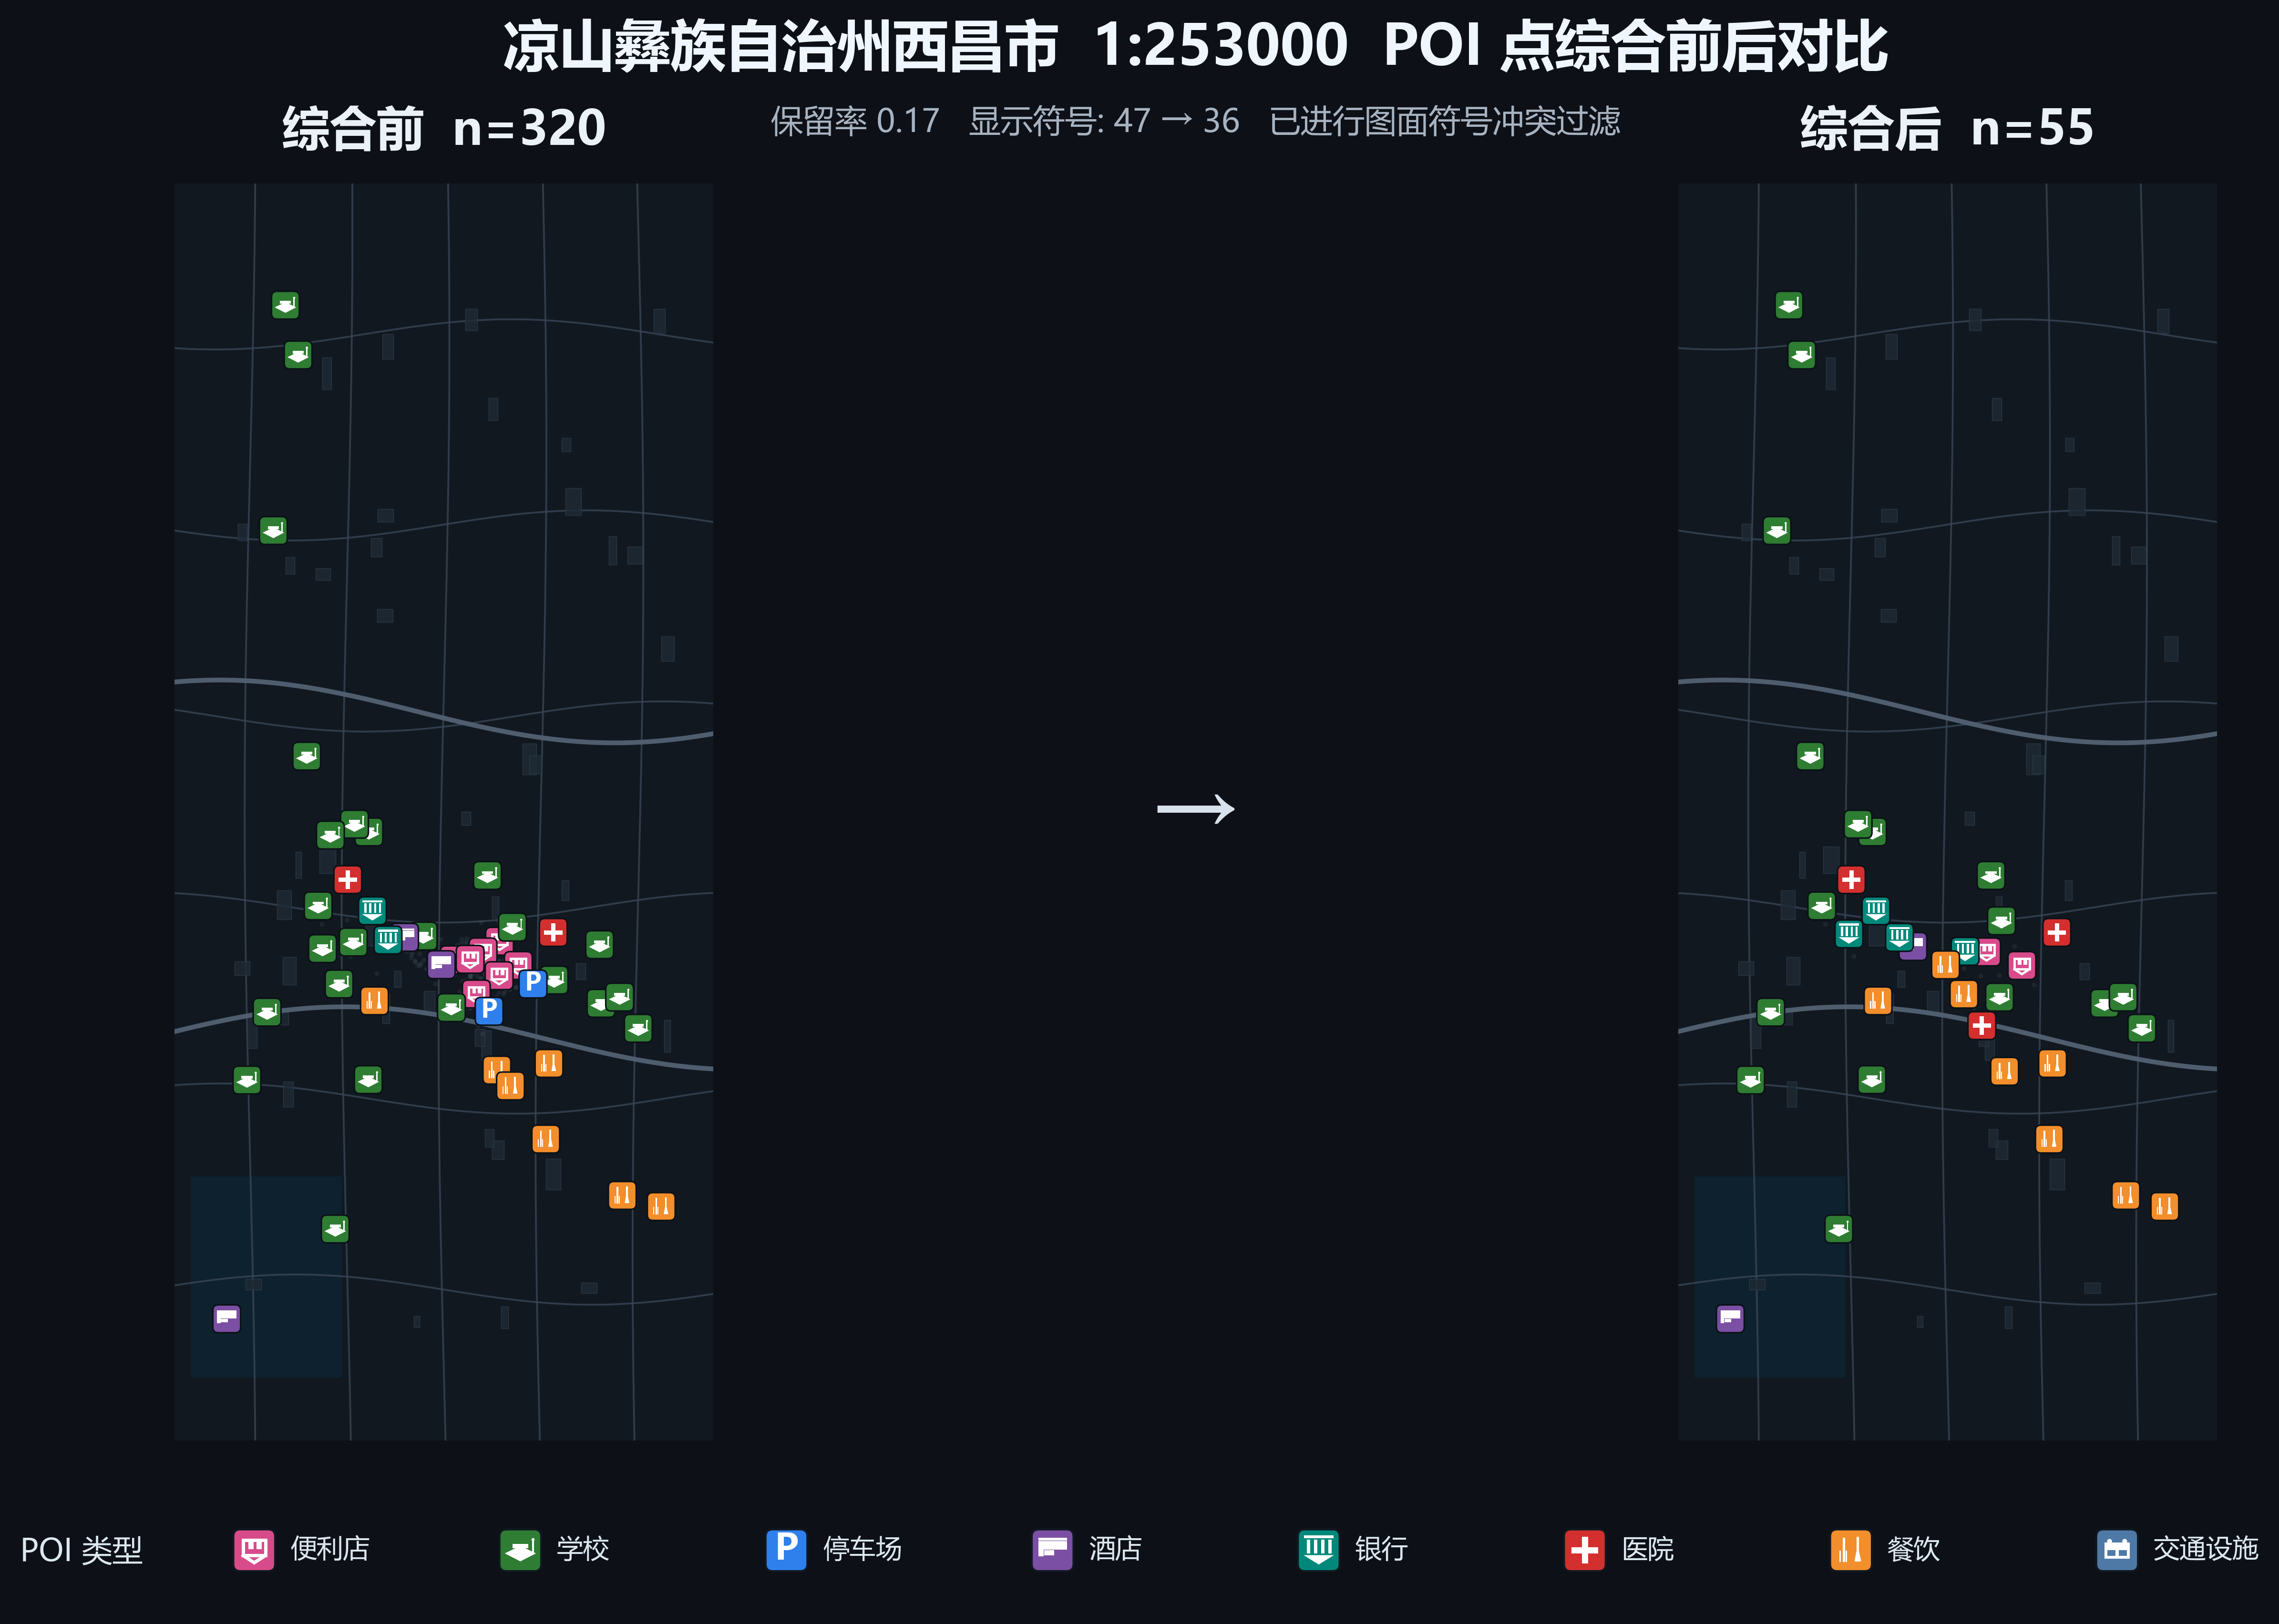 凉山彝族自治州西昌市 1:253000 POI 点综合前后对比
综合前 n=320
保留率 0.17 显示符号: 47 → 36 已进行图面符号冲突过滤
综合后 n=55
→
P
P
POI 类型
便利店
学校
P 停车场
酒店
银行
医院
餐饮
交通设施